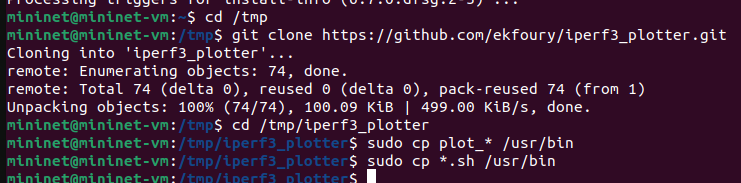 Processing triggers for install-info (6.7.0.dfsg.2-5) ...
mininet@mininet-vm:~$ cd /tmp
mininet@mininet-vm:/tmp$ git clone https://github.com/ekfoury/iperf3_plotter.git
Cloning into 'iperf3_plotter'...
remote: Enumerating objects: 74, done.
remote: Total 74 (delta 0), reused 0 (delta 0), pack-reused 74 (from 1)
Unpacking objects: 100% (74/74), 100.09 KiB | 499.00 KiB/s, done.
mininet@mininet-vm:/tmp$ cd /tmp/iperf3_plotter
mininet@mininet-vm:/tmp/iperf3_plotter$ sudo cp plot_* /usr/bin
mininet@mininet-vm:/tmp/iperf3_plotter$ sudo cp *.sh /usr/bin
mininet@mininet-vm:/tmp/iperf3_plotter$